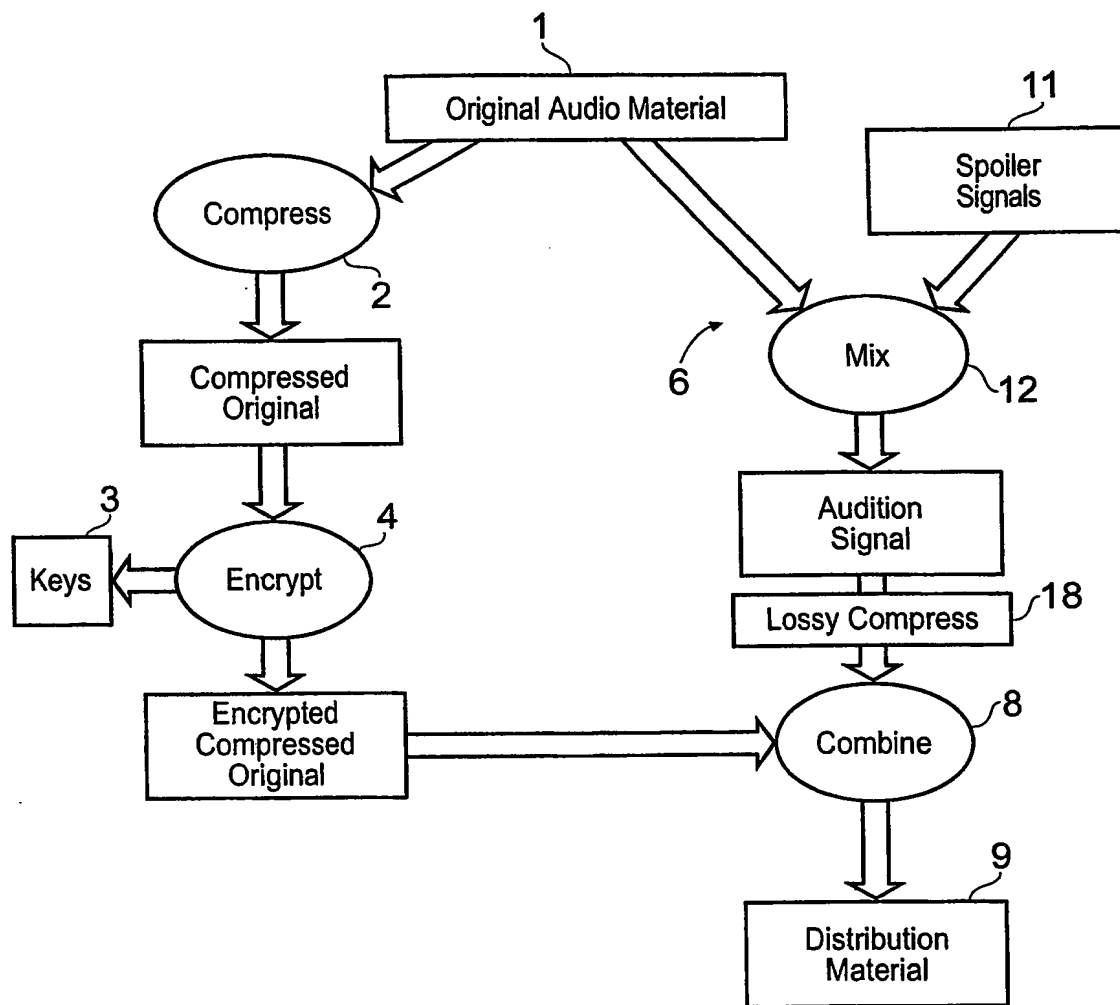 1
Original Audio Material
11
Spoiler
Signals
Compress
2
6
Mix
12
Compressed
Original
3
Keys
4
Encrypt
Audition
Signal
18
Lossy Compress
Encrypted
Compressed
Original
8
Combine
9
Distribution
Material